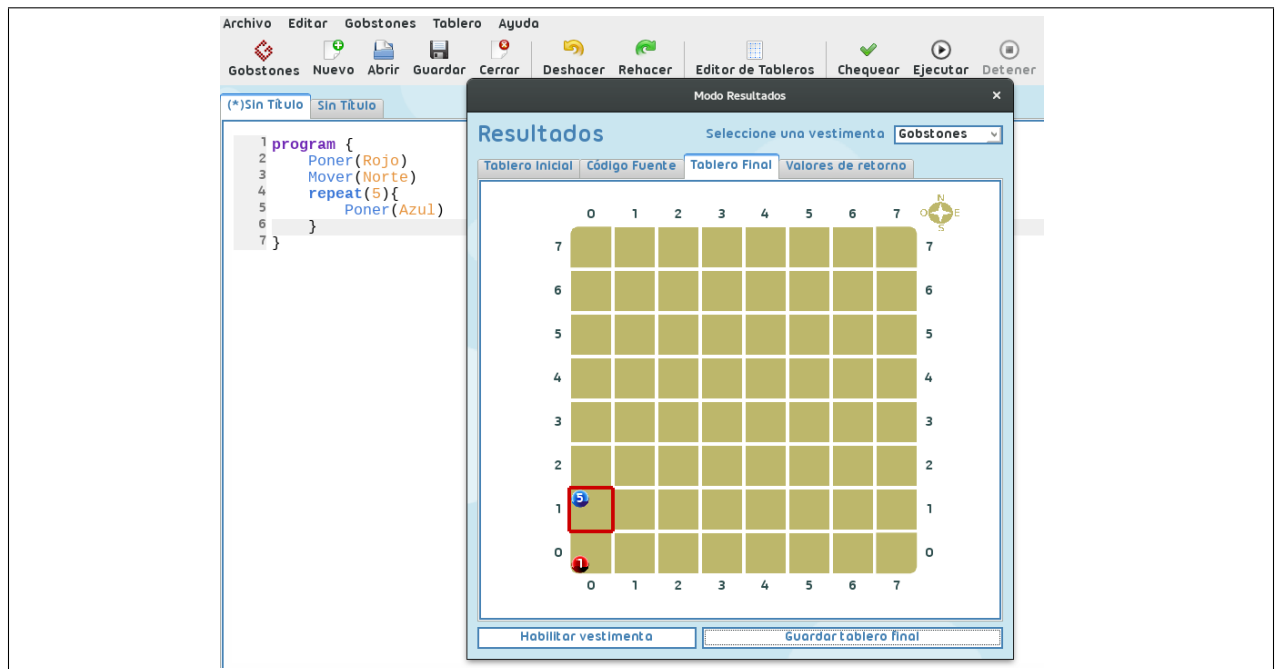 Archivo Editar Gobstones Tablero Ayuda
Gobstones Nuevo Abrir Guardar Cerrar Deshacer Rehacer Editor de Tableros Chequear Ejecutar Detener
(*)Sin Título Sin Título
1 program {
2 Poner(Rojo)
3 Mover(Norte)
4 repeat(5){
5 Poner(Azul)
6 }
7 }
Modo Resultados ×
Resultados Seleccione una vestimenta Gobstones
Tablero Inicial Código Fuente Tablero Final Valores de retorno
N
O E
S
0 1 2 3 4 5 6 7
7 7
6 6
5 5
4 4
3 3
2 2
1 5 1
0 1 0
0 1 2 3 4 5 6 7
Habilitar vestimenta Guardar tablero final